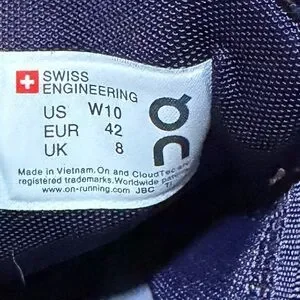 SWISS
ENGINEERING
US W10
EUR 42
UK 8
Made in Vietnam. On and CloudTec are
registered trademarks. Worldwide
www.on-running.com JBC